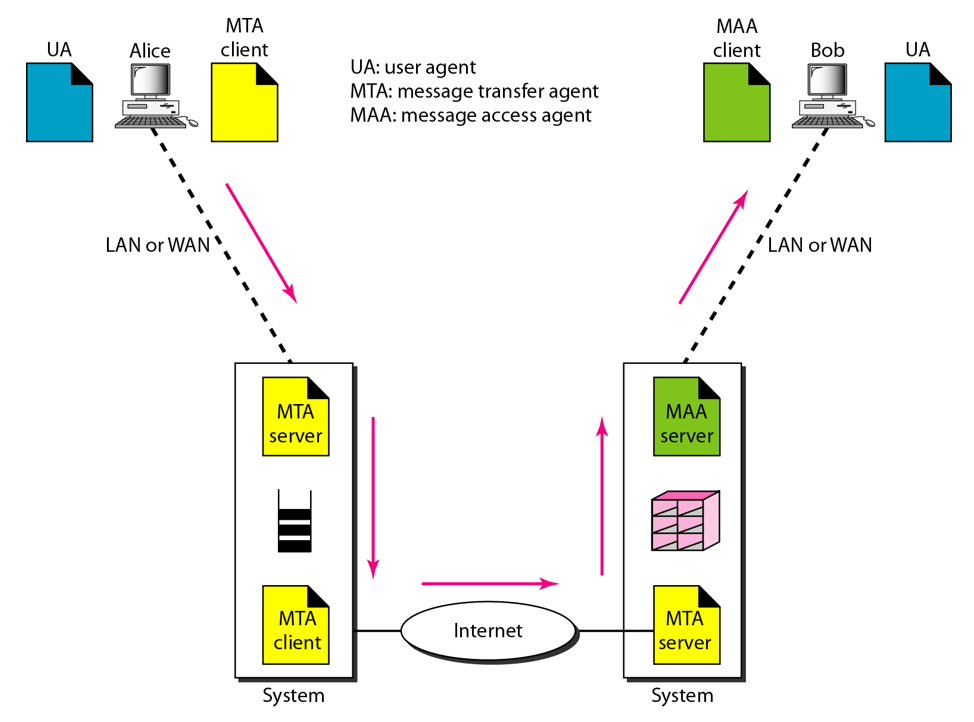 UA
Alice
MTA
client
UA: user agent
MTA: message transfer agent
MAA: message access agent
MAA
client
Bob
UA
LAN or WAN
LAN or WAN
MTA
server
MTA
client
System
Internet
MAA
server
MTA
server
System